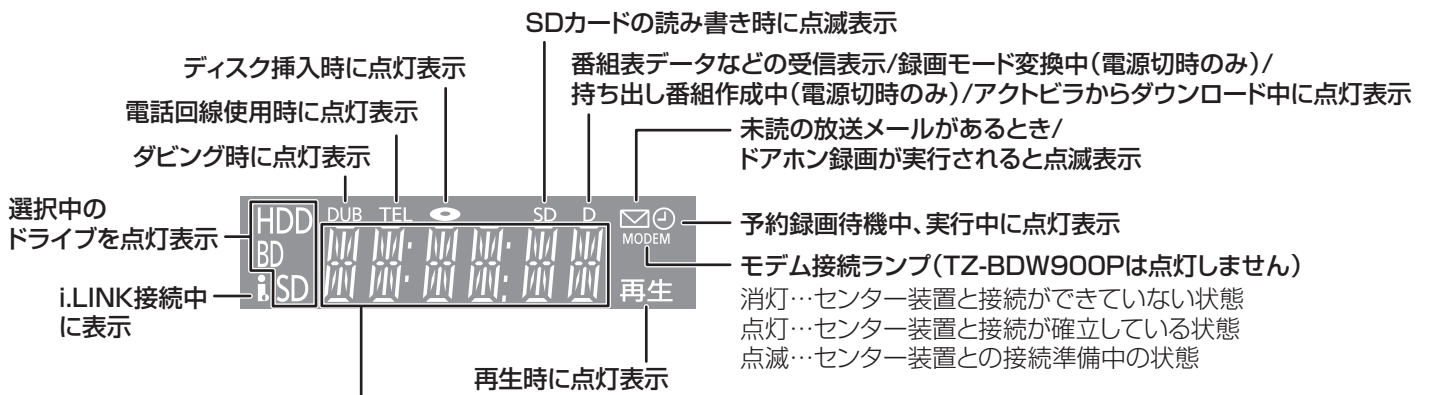 SDカードの読み書き時に点滅表示
ディスク挿入時に点灯表示
番組表データなどの受信表示/録画モード変換中(電源切時のみ)/
持ち出し番組作成中(電源切時のみ)/アクトビラからダウンロード中に点灯表示
電話回線使用時に点灯表示
未読の放送メールがあるとき/
ドアホン録画が実行されると点滅表示
ダビング時に点灯表示
選択中の
ドライブを点灯表示
HDD DUB TEL SD D
BD
i SD
MODEM
再生
予約録画待機中、実行中に点灯表示
モデム接続ランプ(TZ-BDW900Pは点灯しません)
消灯…センター装置と接続ができていない状態
点灯…センター装置と接続が確立している状態
点滅…センター装置との接続準備中の状態
i.LINK接続中
に表示
再生時に点灯表示